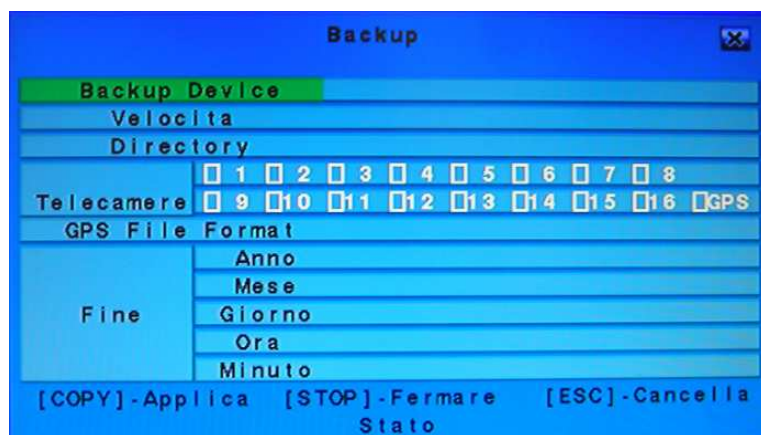 Backup
Backup Device
Velocita
Directory
1 2 3 4 5 6 7 8
Telecamere 9 10 11 12 13 14 15 16 GPS
GPS File Format
Anno
Mese
Fine Giorno
Ora
Minuto
[COPY]-Applica [STOP]-Fermare [ESC]-Cancella
Stato